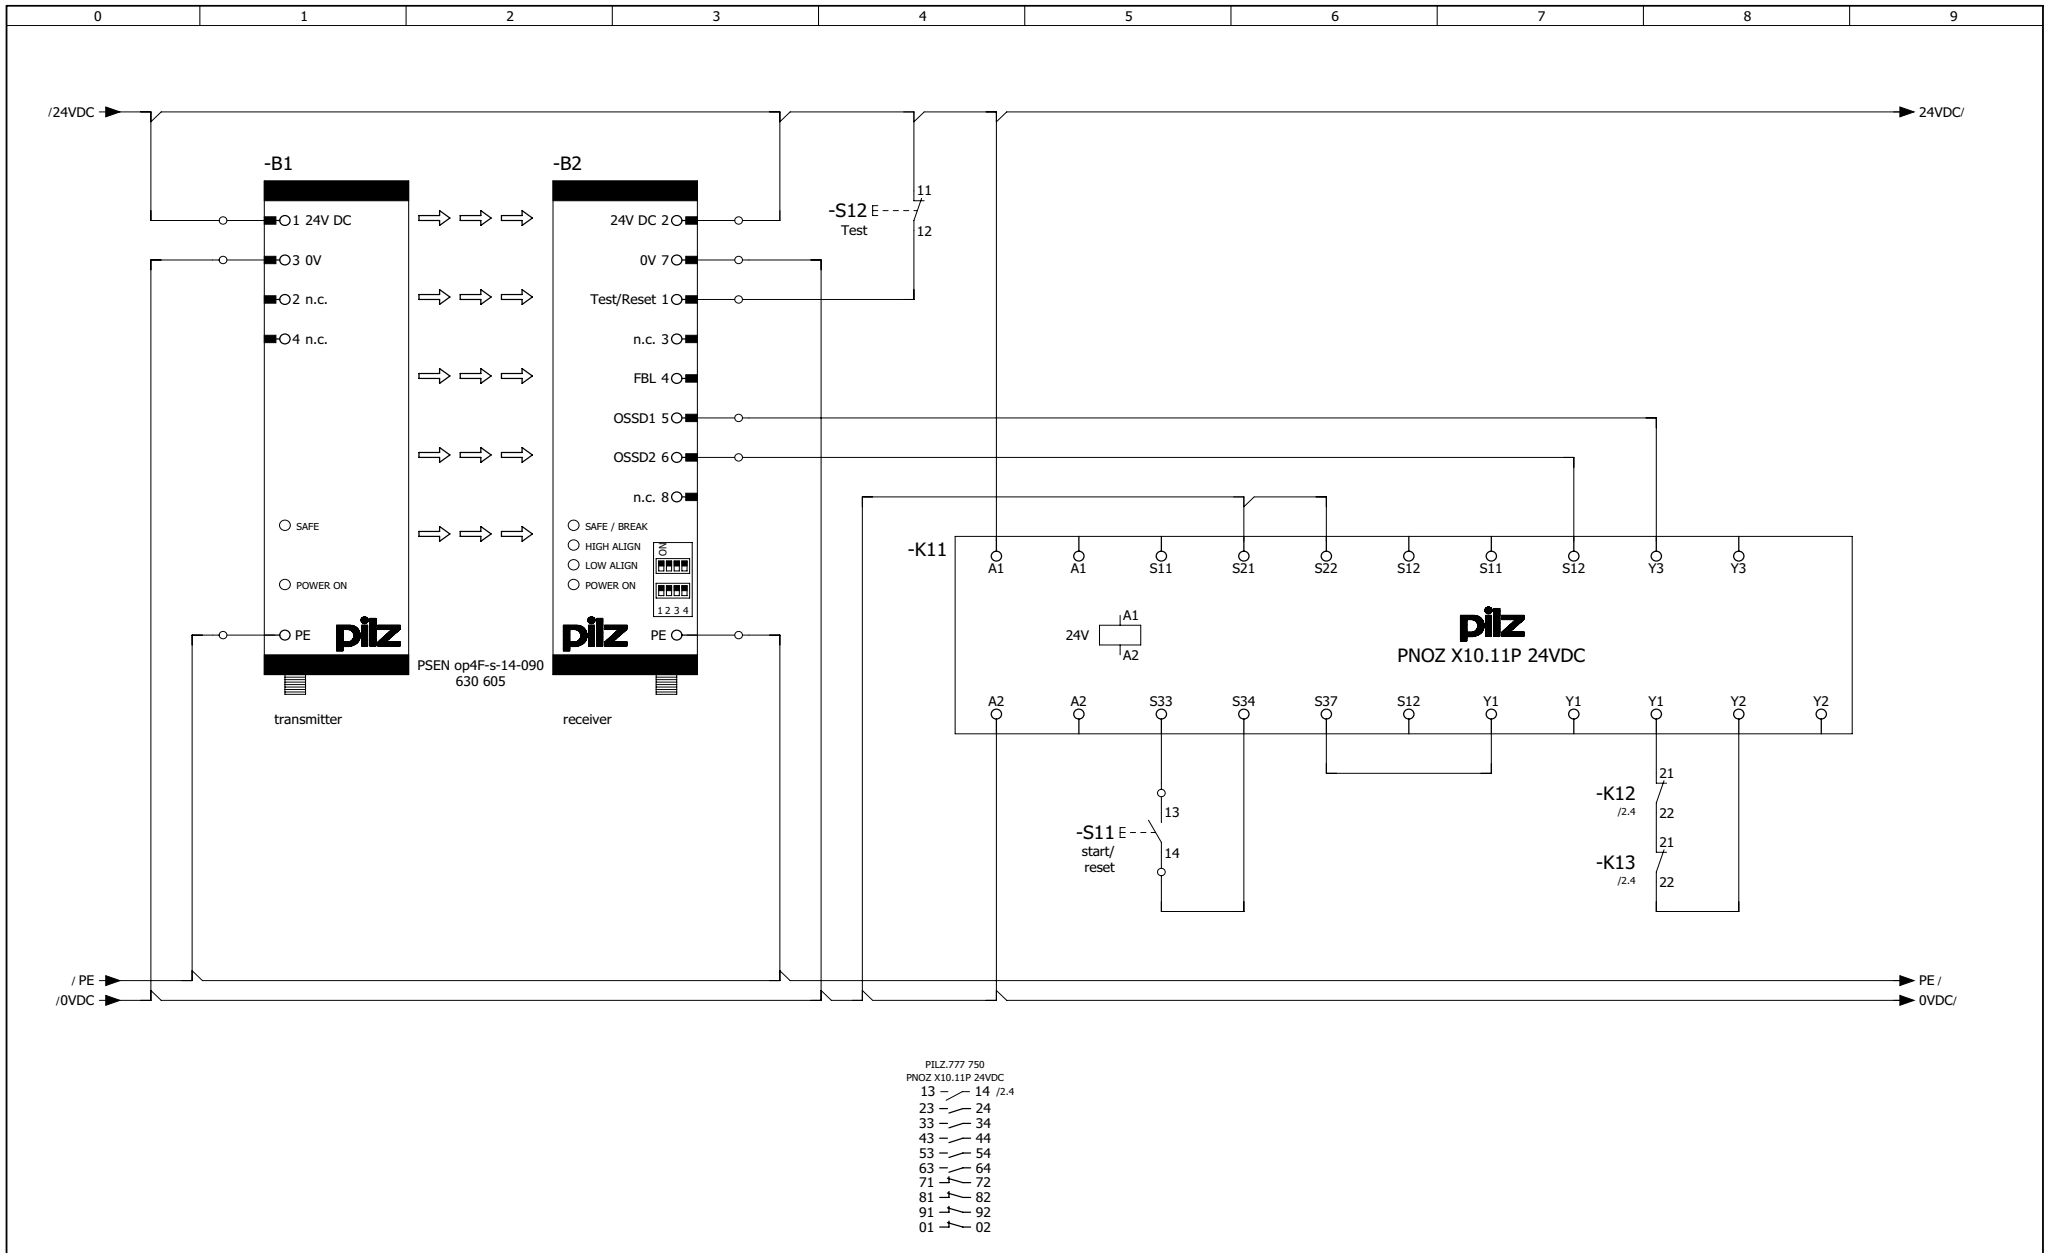 0 1 2 3 4 5 6 7 8 9
/24VDC 24VDC/
-B1 -B2
11
-S12
Test
12
1 24V DC
3 0V
2 n.c.
4 n.c.
SAFE
POWER ON
PE
pilz
transmitter
24V DC 2
0V 7
Test/Reset 1
n.c. 3
FBL 4
OSSD1 5
OSSD2 6
n.c. 8
SAFE / BREAK
HIGH ALIGN
LOW ALIGN
POWER ON
ON
1 2 3 4
pilz
PE
PSEN op4F-s-14-090
630 605
receiver
-K11
A1 A1 S11 S21 S22 S12 S11 S12 Y3 Y3
24V
A1
A2
pilz
PNOZ X10.11P 24VDC
A2 A2 S33 S34 S37 S12 Y1 Y1 Y1 Y2 Y2
13
-S11
start/
reset
14
21
-K12
/2.4
22
21
-K13
/2.4
22
/ PE PE /
/0VDC 0VDC/
PILZ.777 750
PNOZ X10.11P 24VDC
13 14 /2.4
23 24
33 34
43 44
53 54
63 64
71 72
81 82
91 92
01 02